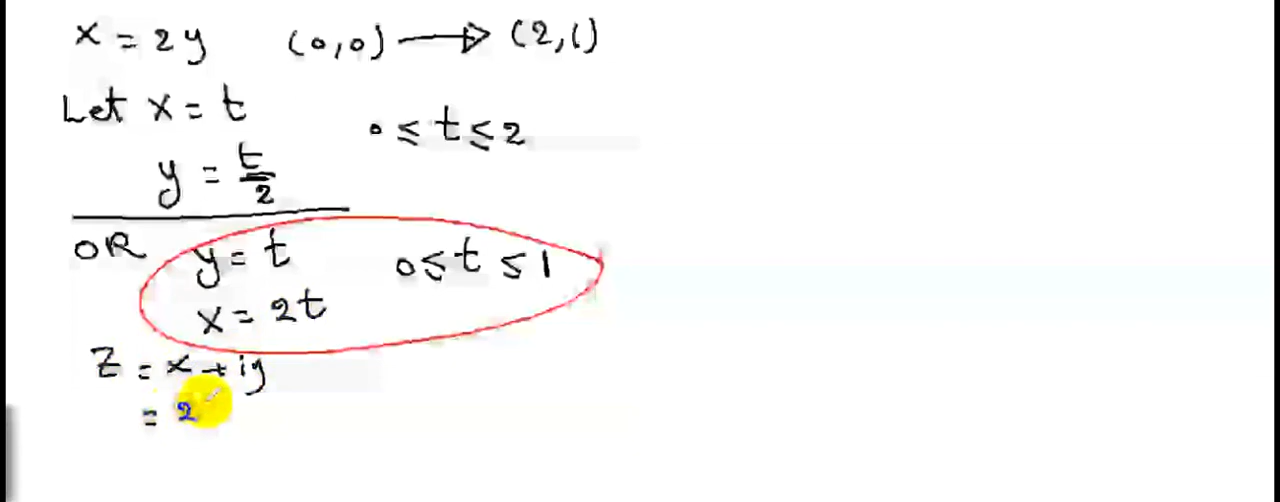 x = 2y (0,0) → (2,1)
Let x = t
0 ≤ t ≤ 2
y = t/2
OR y = t 0 ≤ t ≤ 1
x = 2t
Z = x + iy
= 2